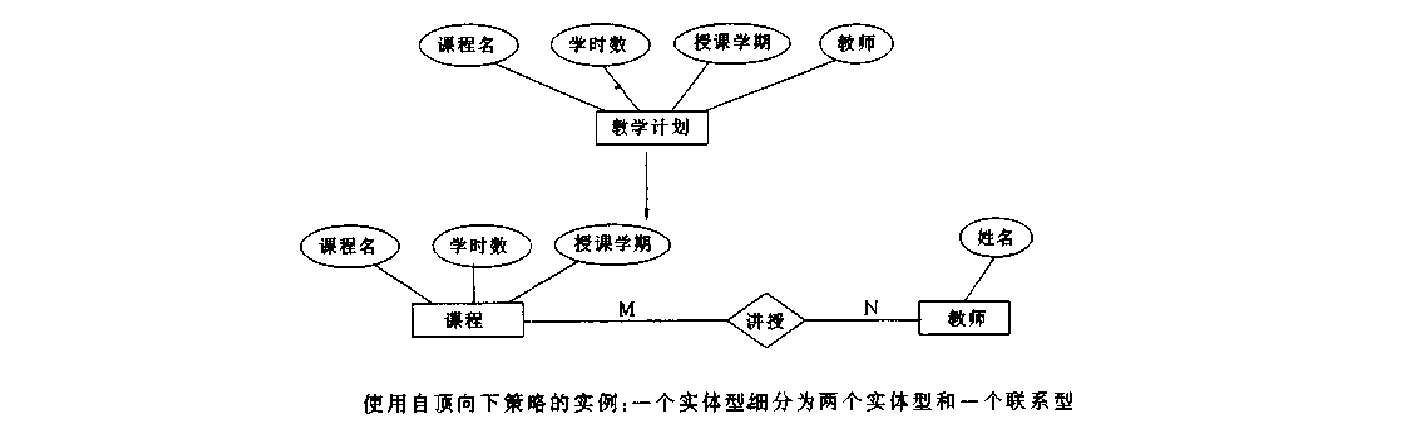 课程名 学时数 授课学期 教师
教学计划
课程名 学时数 授课学期 姓名
课程 M 讲授 N 教师
使用自顶向下策略的实例:一个实体型细分为两个实体型和一个联系型